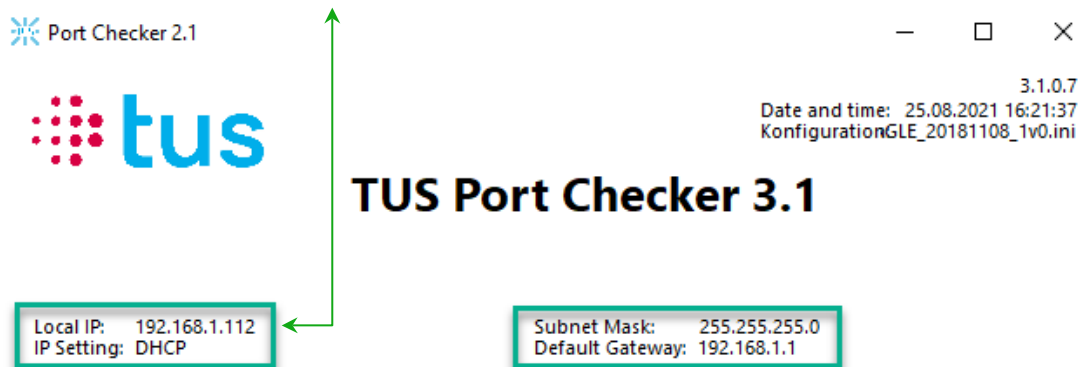 Port Checker 2.1
3.1.0.7
Date and time: 25.08.2021 16:21:37
KonfigurationGLE_20181108_1v0.ini
tus
TUS Port Checker 3.1
Local IP: 192.168.1.112
IP Setting: DHCP
Subnet Mask: 255.255.255.0
Default Gateway: 192.168.1.1